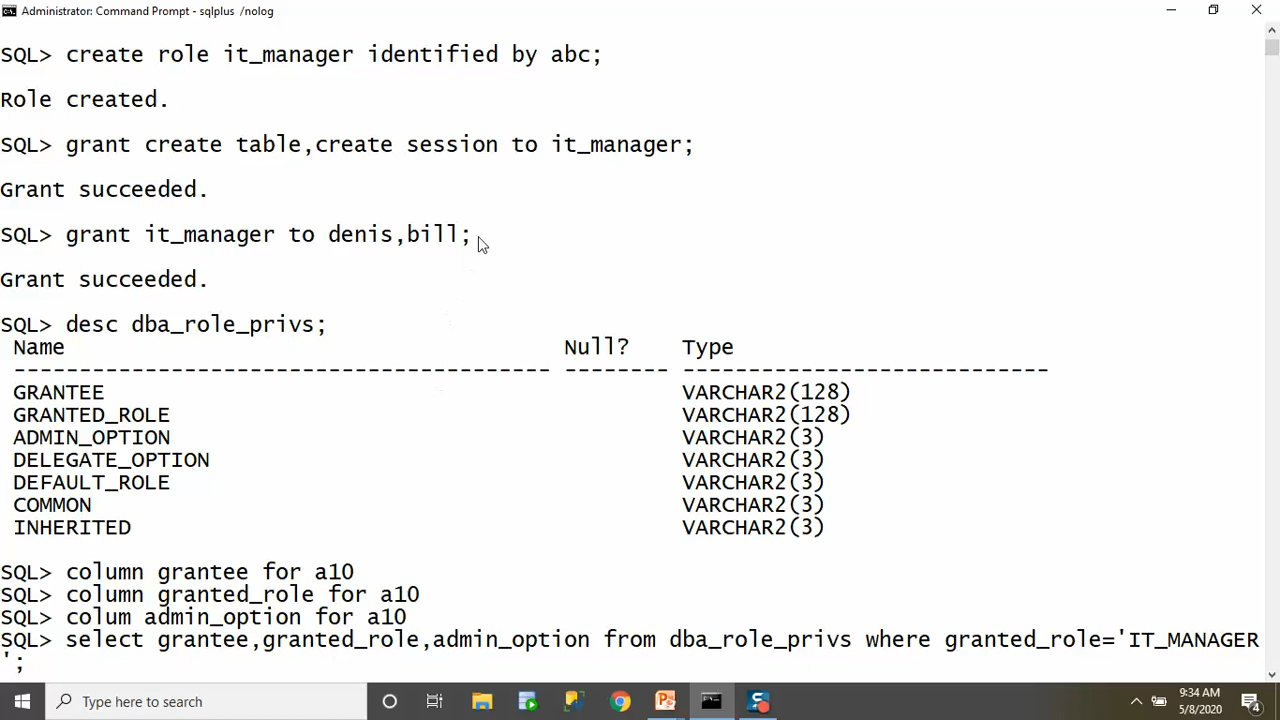 Administrator: Command Prompt - sqlplus /nolog
SQL> create role it_manager identified by abc;
Role created.
SQL> grant create table,create session to it_manager;
Grant succeeded.
SQL> grant it_manager to denis,bill;
Grant succeeded.
SQL> desc dba_role_privs;
Name Null? Type
----------------------------------------- -------- ----------------------------
GRANTEE VARCHAR2(128)
GRANTED_ROLE VARCHAR2(128)
ADMIN_OPTION VARCHAR2(3)
DELEGATE_OPTION VARCHAR2(3)
DEFAULT_ROLE VARCHAR2(3)
COMMON VARCHAR2(3)
INHERITED VARCHAR2(3)
SQL> column grantee for a10
SQL> column granted_role for a10
SQL> colum admin_option for a10
SQL> select grantee,granted_role,admin_option from dba_role_privs where granted_role='IT_MANAGER
';
Type here to search
9:34 AM
5/8/2020
4